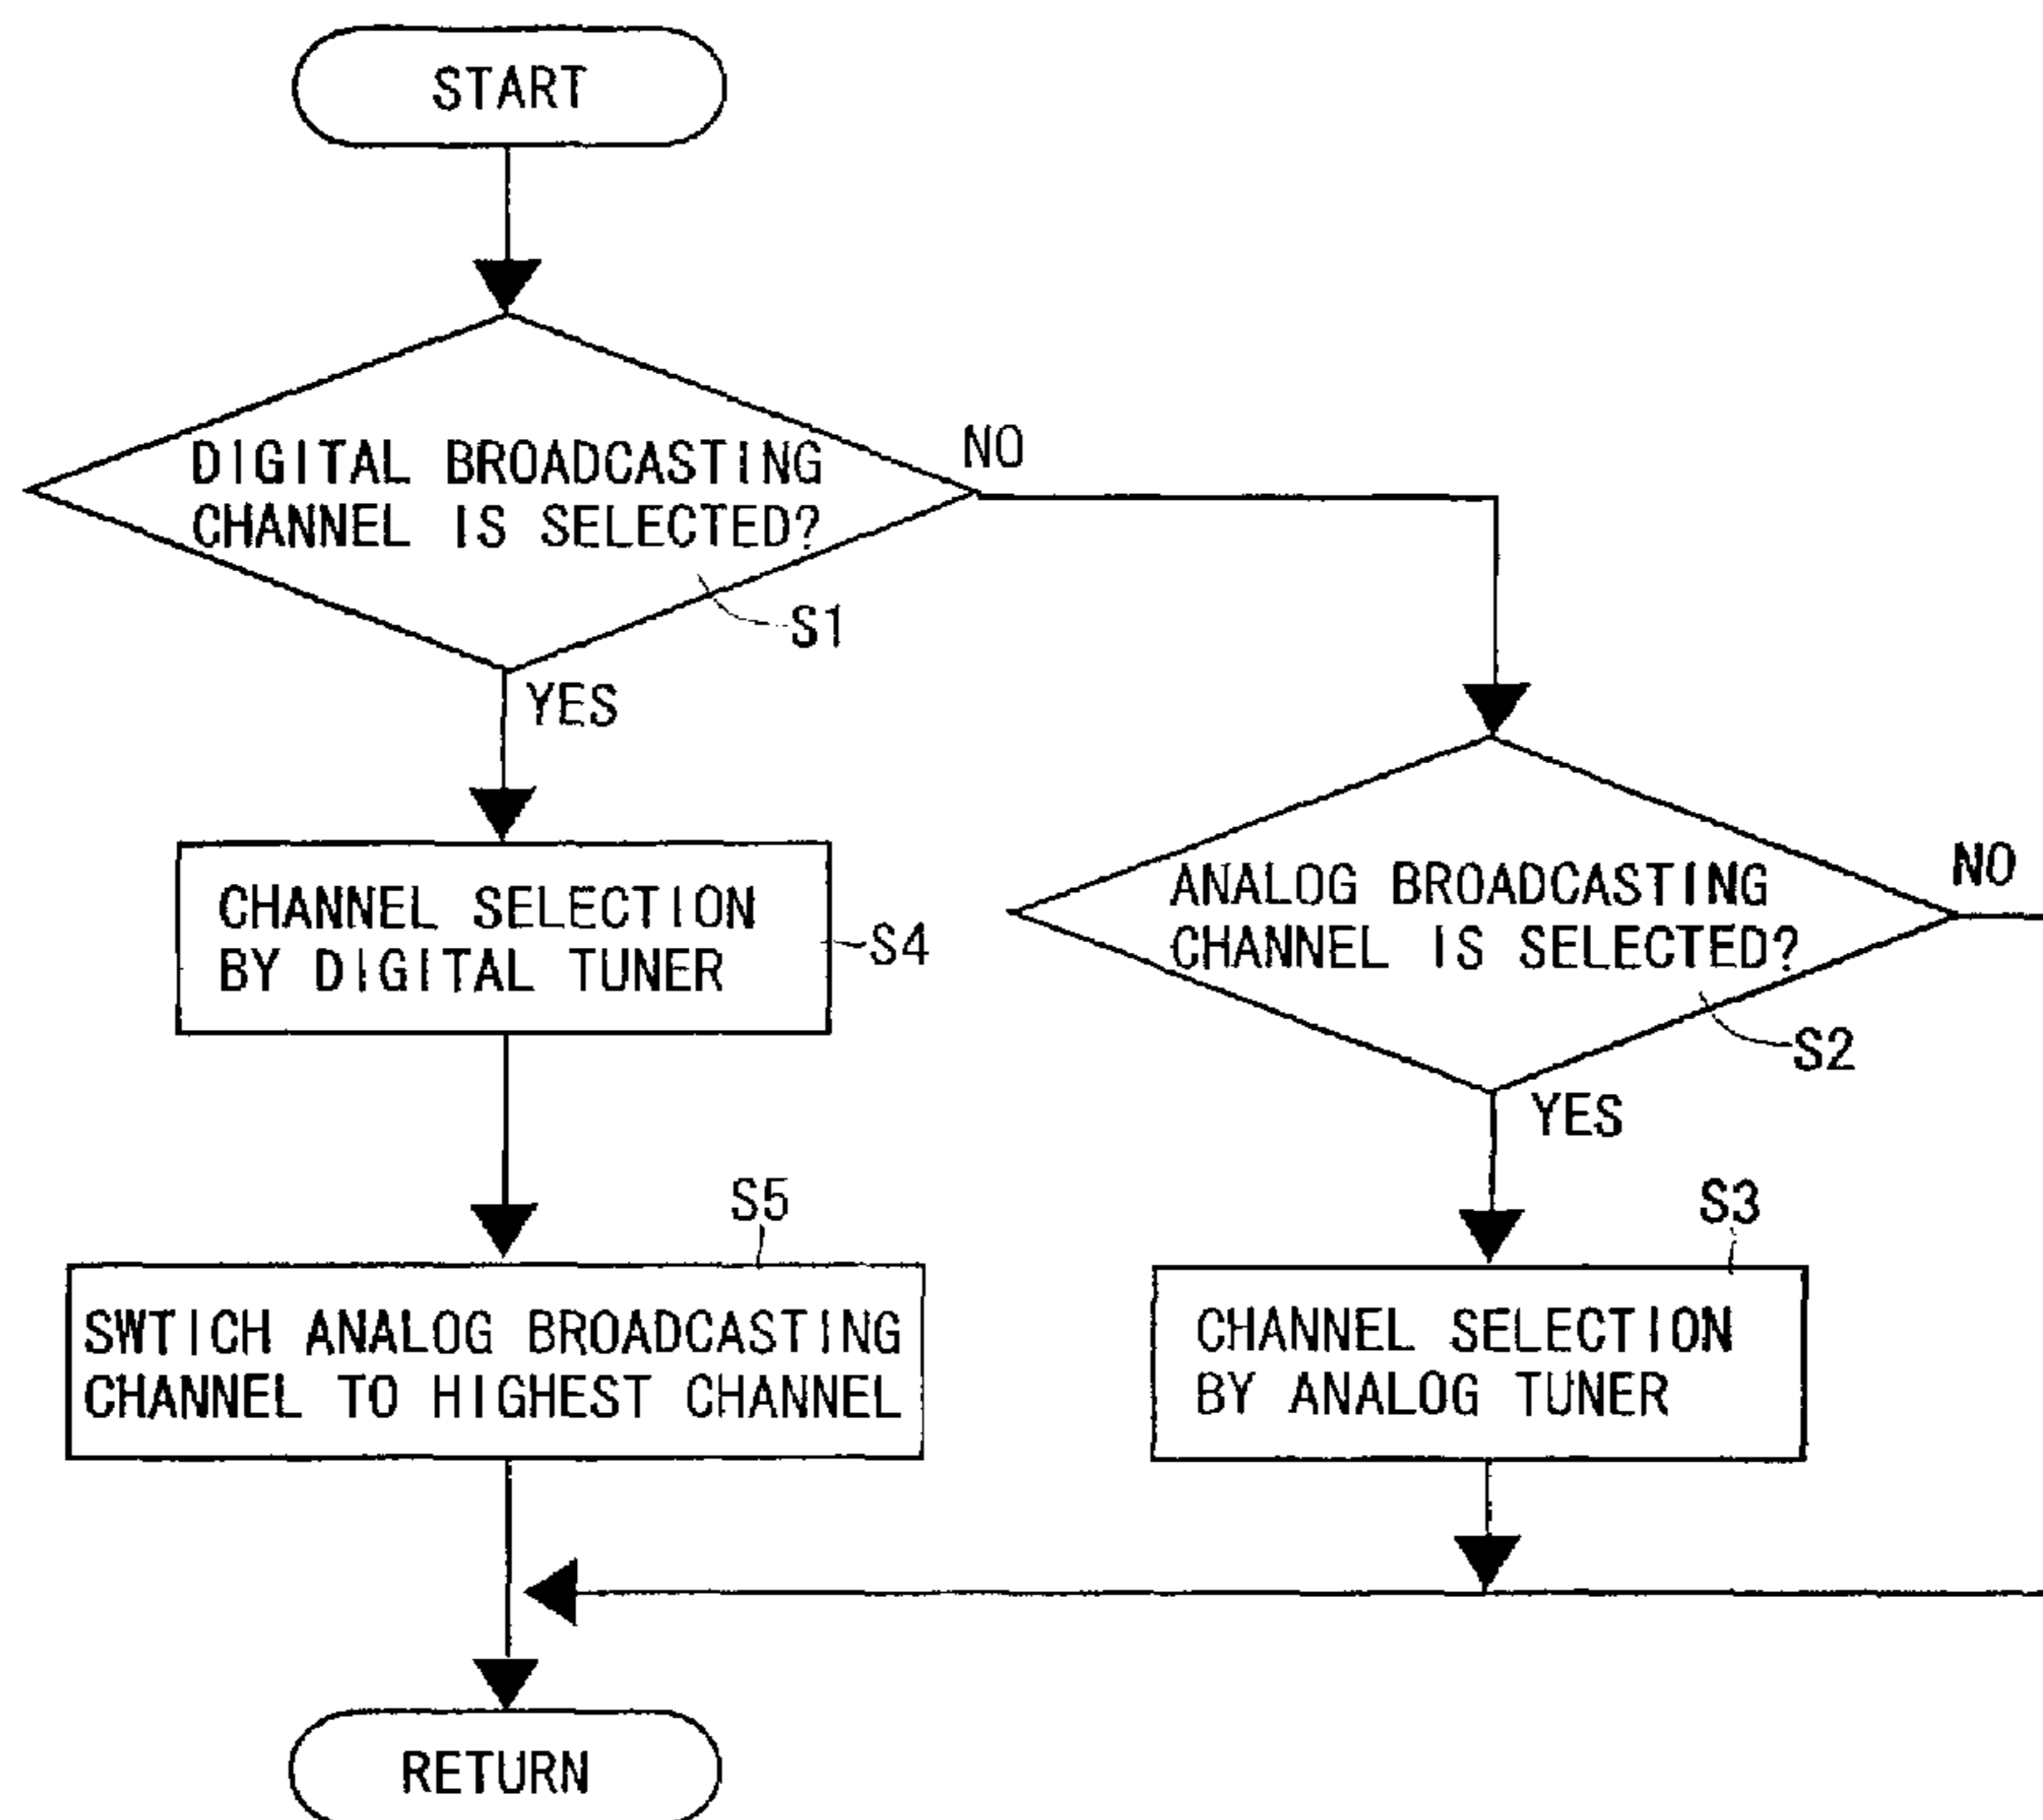 START
DIGITAL BROADCASTING
CHANNEL IS SELECTED?
NO
S1
YES
CHANNEL SELECTION
BY DIGITAL TUNER
S4
ANALOG BROADCASTING
CHANNEL IS SELECTED?
NO
S2
YES
S5
SWTICH ANALOG BROADCASTING
CHANNEL TO HIGHEST CHANNEL
S3
CHANNEL SELECTION
BY ANALOG TUNER
RETURN